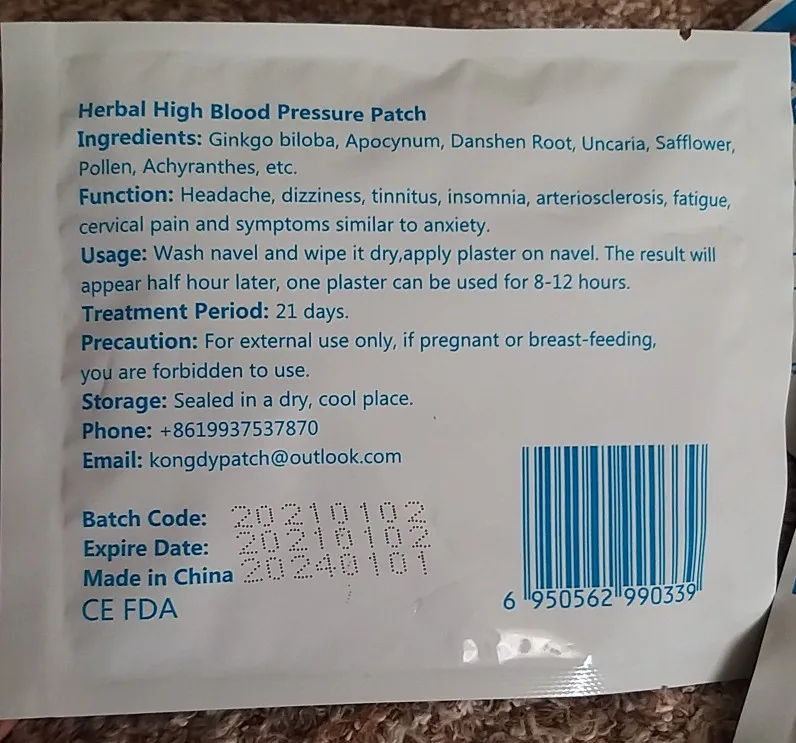 Herbal High Blood Pressure Patch
Ingredients: Ginkgo biloba, Apocynum, Danshen Root, Uncaria, Safflower,
Pollen, Achyranthes, etc.
Function: Headache, dizziness, tinnitus, insomnia, arteriosclerosis, fatigue,
cervical pain and symptoms similar to anxiety.
Usage: Wash navel and wipe it dry,apply plaster on navel. The result will
appear half hour later, one plaster can be used for 8-12 hours.
Treatment Period: 21 days.
Precaution: For external use only, if pregnant or breast-feeding,
you are forbidden to use.
Storage: Sealed in a dry, cool place.
Phone: +8619937537870
Email: kongdypatch@outlook.com
Batch Code: 20210102
Expire Date: 20210102
Made in China 20240101
CE FDA
6 950562 990339